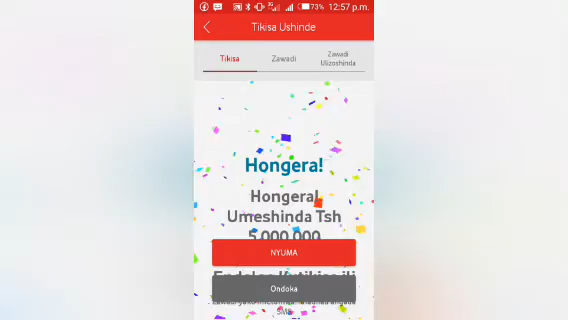 73% 12:57 p.m.
Tikisa Ushinde
Tikisa
Zawadi
Zawadi
Ulizoshinda
Hongera!
Hongera!
Umeshinda Tsh
5,000,000
NYUMA
Ondoka